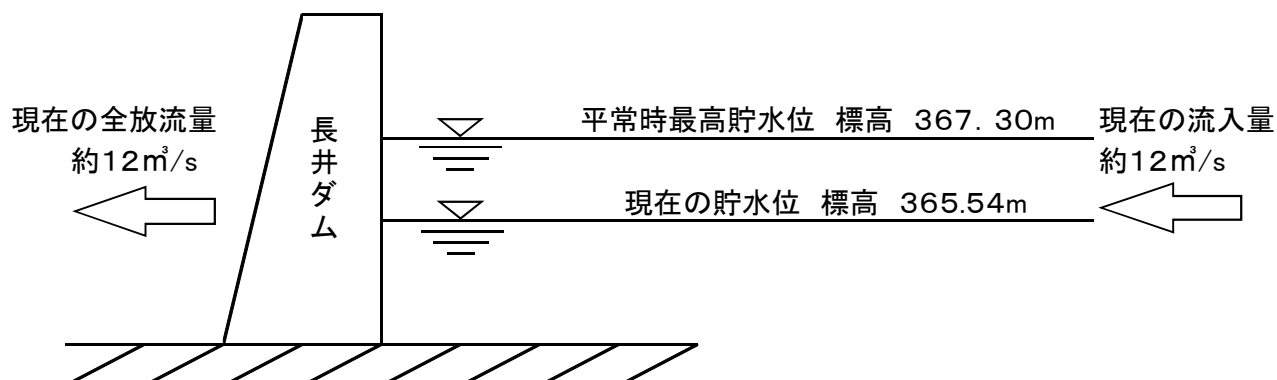 現在の全放流量
約12㎥/s
長井ダム
平常時最高貯水位 標高 367.30m
現在の貯水位 標高 365.54m
現在の流入量
約12㎥/s